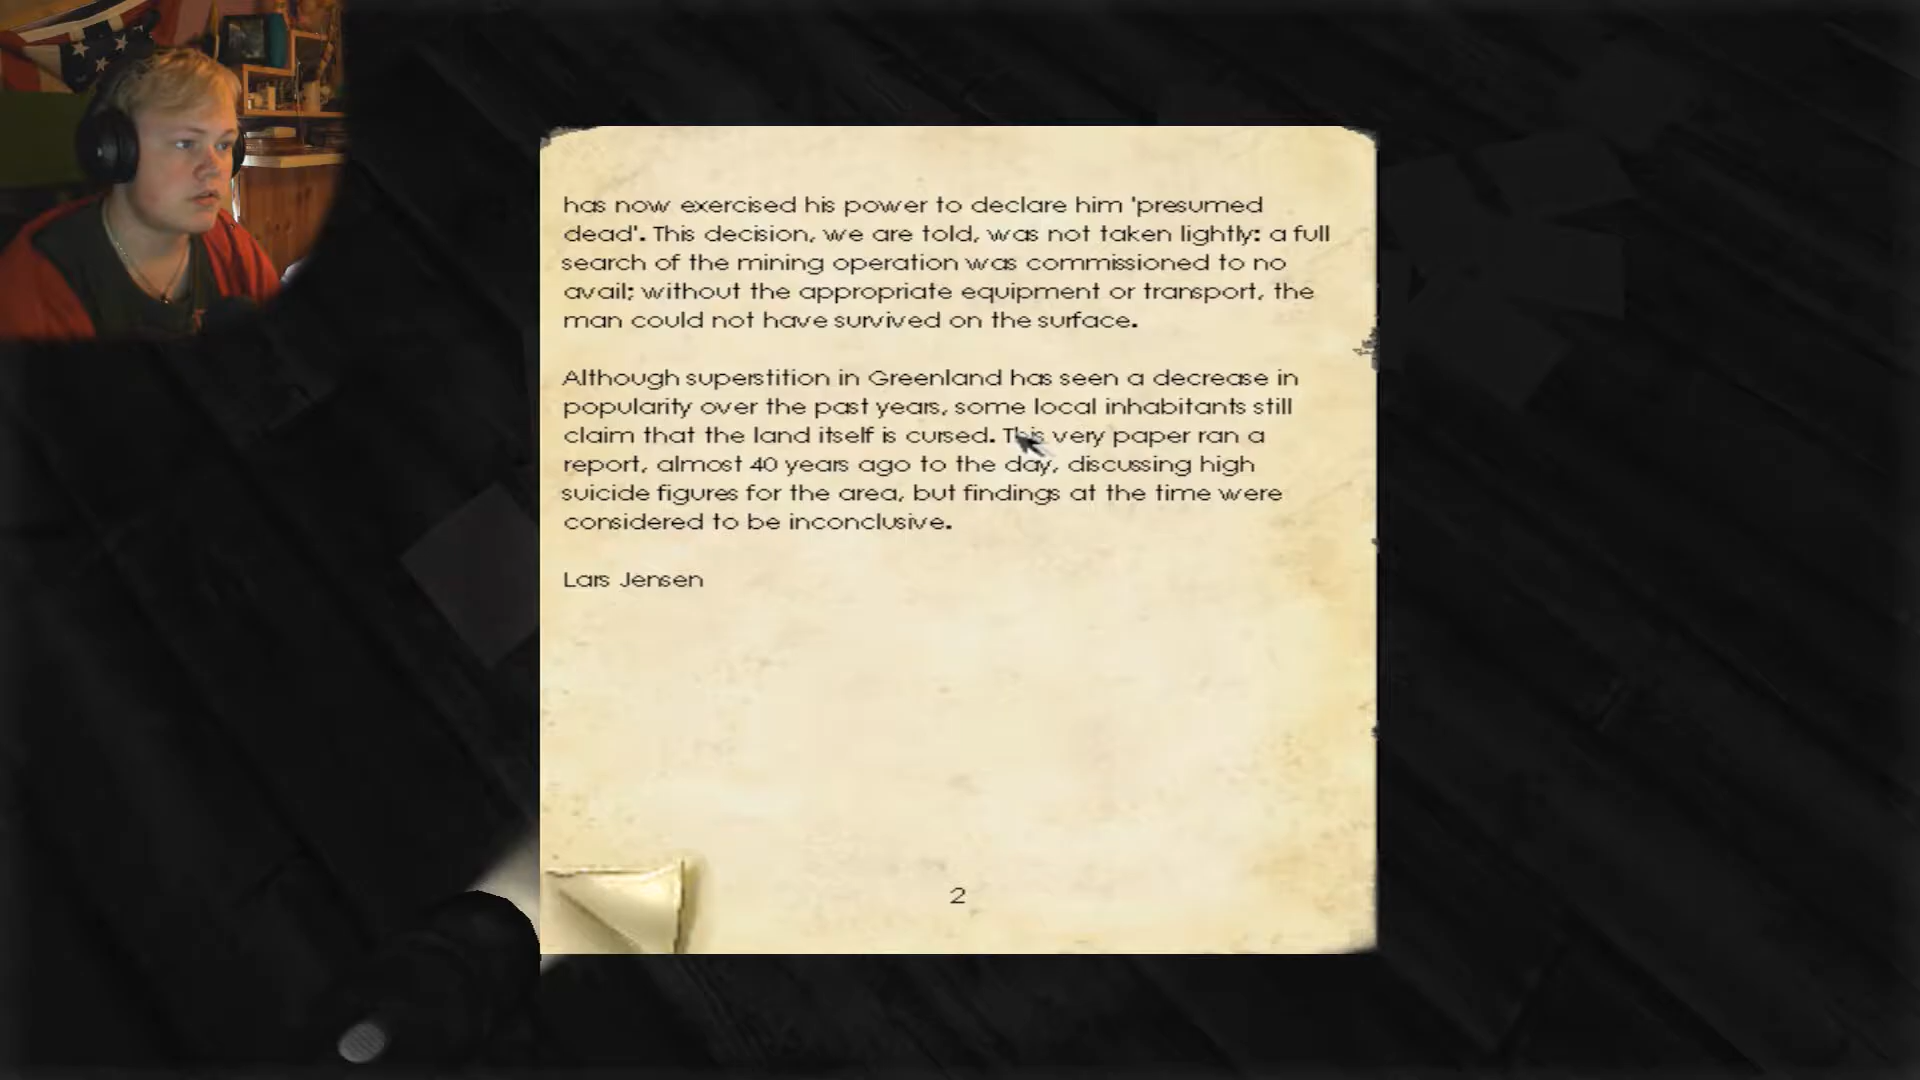 has now exercised his power to declare him 'presumed
dead'. This decision, we are told, was not taken lightly: a full
search of the mining operation was commissioned to no
avail; without the appropriate equipment or transport, the
man could not have survived on the surface.
Although superstition in Greenland has seen a decrease in
popularity over the past years, some local inhabitants still
claim that the land itself is cursed. This very paper ran a
report, almost 40 years ago to the day, discussing high
suicide figures for the area, but findings at the time were
considered to be inconclusive.
Lars Jensen
2